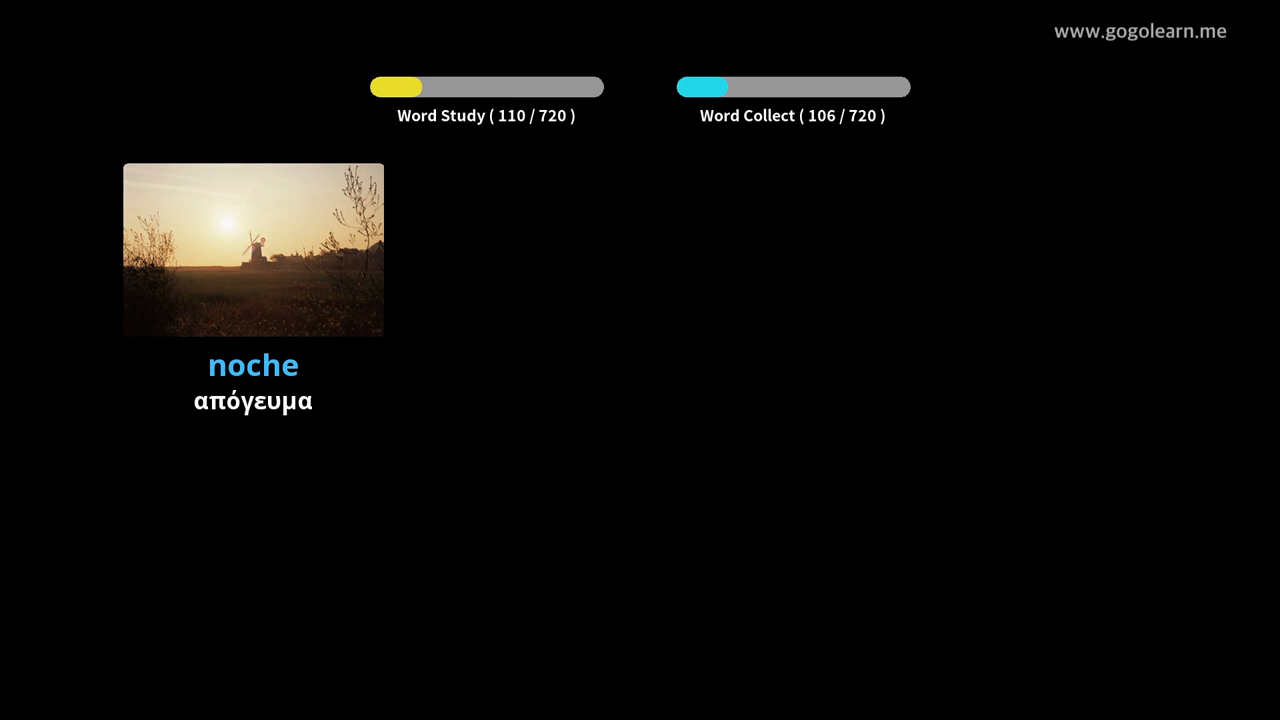 www.gogolearn.me
Word Study ( 110 / 720 )
Word Collect ( 106 / 720 )
noche
απόγευμα